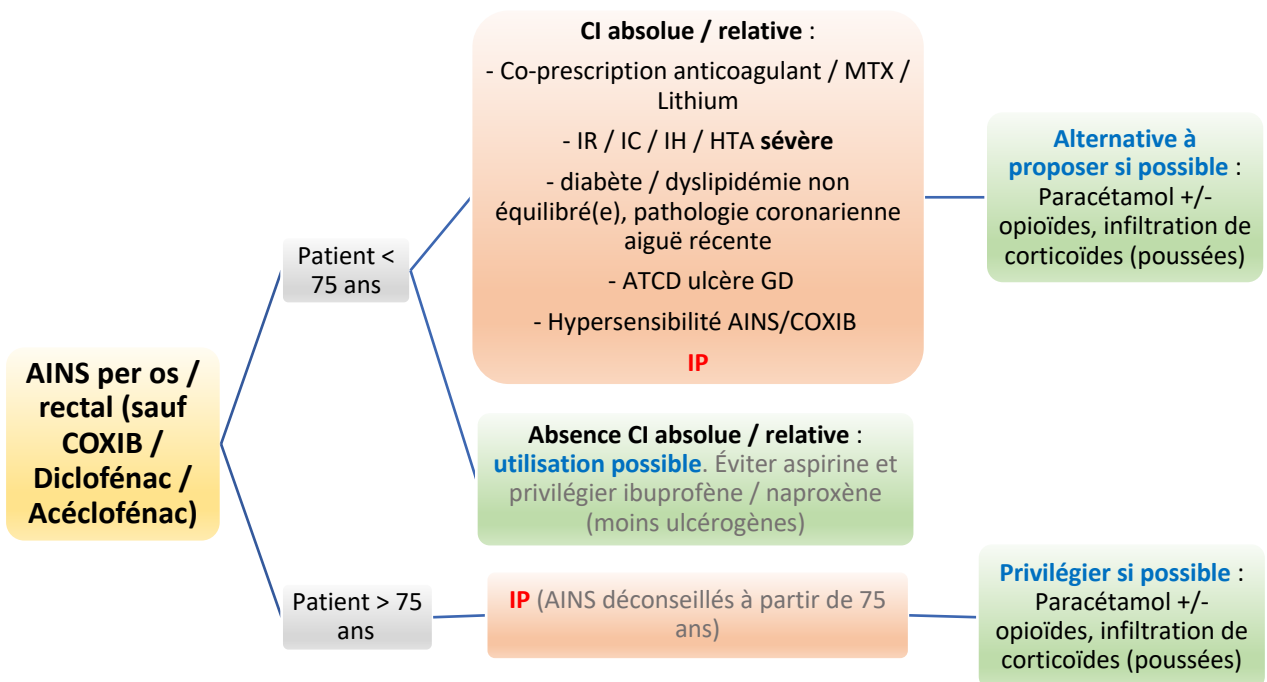 AINS per os /
rectal (sauf
COXIB /
Diclofénac /
Acéclofénac)
Patient <
75 ans
CI absolue / relative :
- Co-prescription anticoagulant / MTX /
Lithium
- IR / IC / IH / HTA sévère
- diabète / dyslipidémie non
équilibré(e), pathologie coronarienne
aiguë récente
- ATCD ulcère GD
- Hypersensibilité AINS/COXIB
IP
Alternative à
proposer si possible :
Paracétamol +/-
opioïdes, infiltration de
corticoïdes (poussées)
Absence CI absolue / relative :
utilisation possible. Éviter aspirine et
privilégier ibuprofène / naproxène
(moins ulcérogènes)
Patient > 75
ans
IP (AINS déconseillés à partir de 75
ans)
Privilégier si possible :
Paracétamol +/-
opioïdes, infiltration de
corticoïdes (poussées)